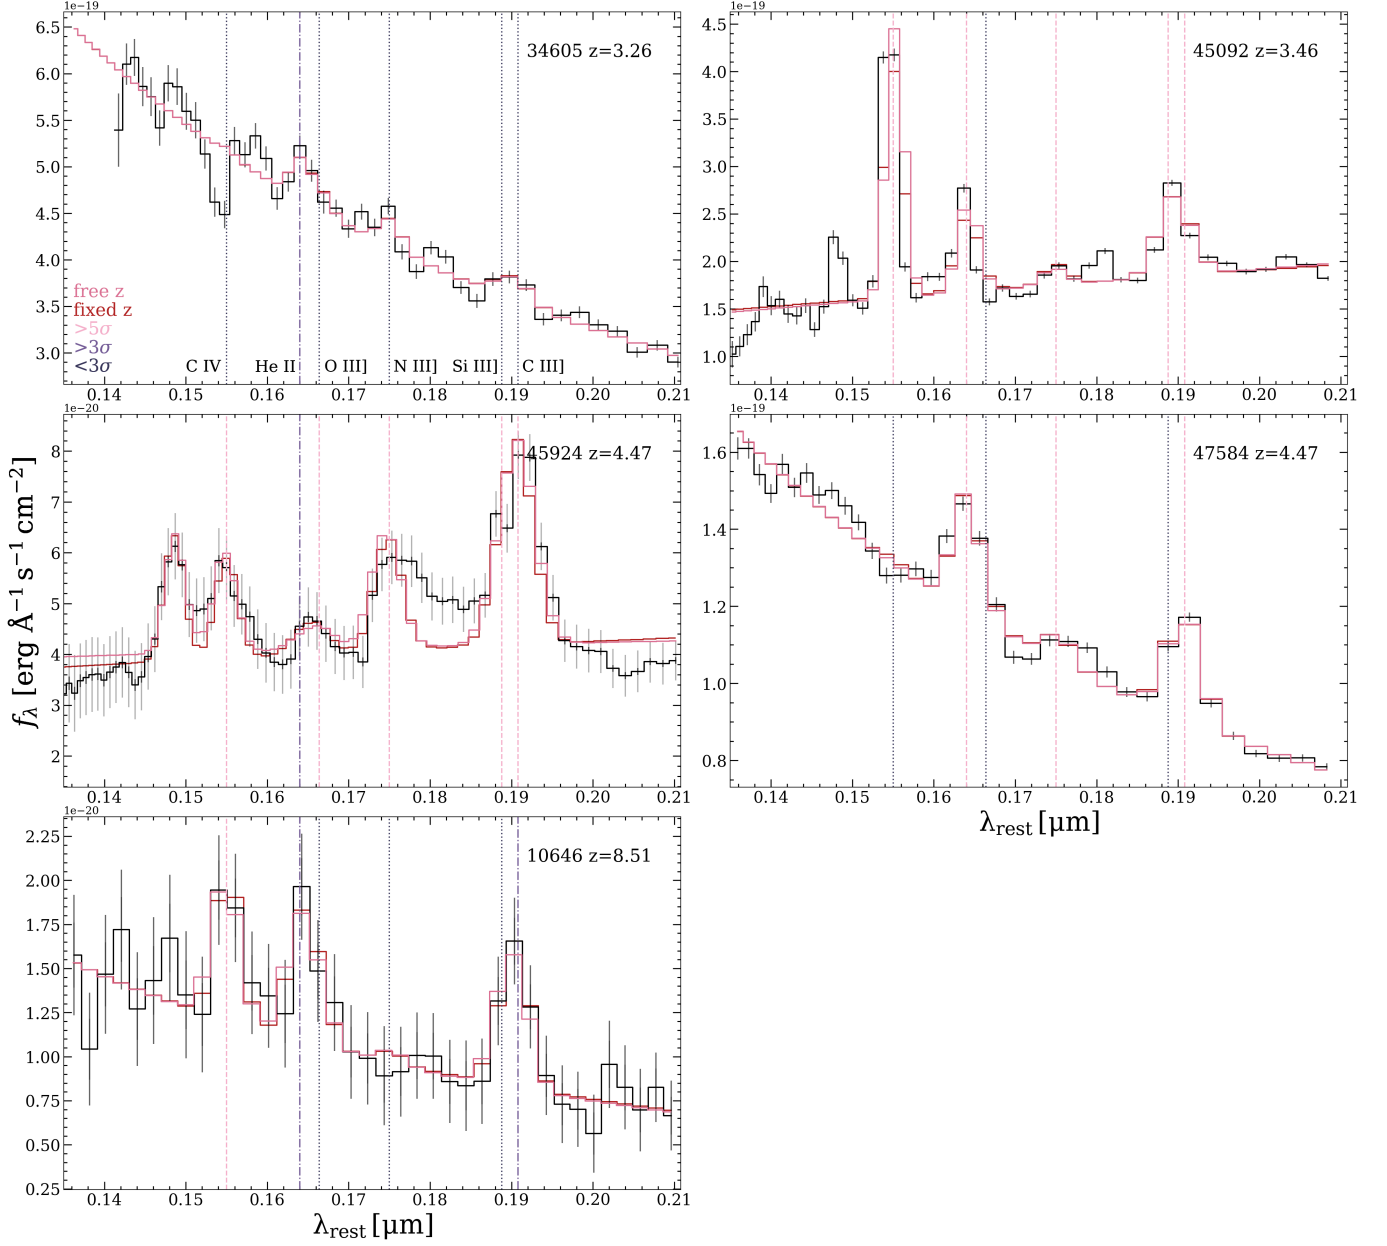 1e−19
6.5
6.0
5.5
5.0
4.5
4.0
3.5
3.0
34605 z=3.26
free z
fixed z
>5σ
>3σ
<3σ
C IV
He II
O III]
N III]
Si III]
C III]
0.14 0.15 0.16 0.17 0.18 0.19 0.20 0.21
1e−19
4.5
4.0
3.5
3.0
2.5
2.0
1.5
1.0
45092 z=3.46
0.14 0.15 0.16 0.17 0.18 0.19 0.20 0.21
1e−20
8
7
6
5
4
3
2
45924 z=4.47
0.14 0.15 0.16 0.17 0.18 0.19 0.20 0.21
fλ [erg Å−1 s−1 cm−2]
1e−19
1.6
1.4
1.2
1.0
0.8
47584 z=4.47
0.14 0.15 0.16 0.17 0.18 0.19 0.20 0.21
λrest [μm]
1e−20
2.25
2.00
1.75
1.50
1.25
1.00
0.75
0.50
0.25
10646 z=8.51
0.14 0.15 0.16 0.17 0.18 0.19 0.20 0.21
λrest [μm]